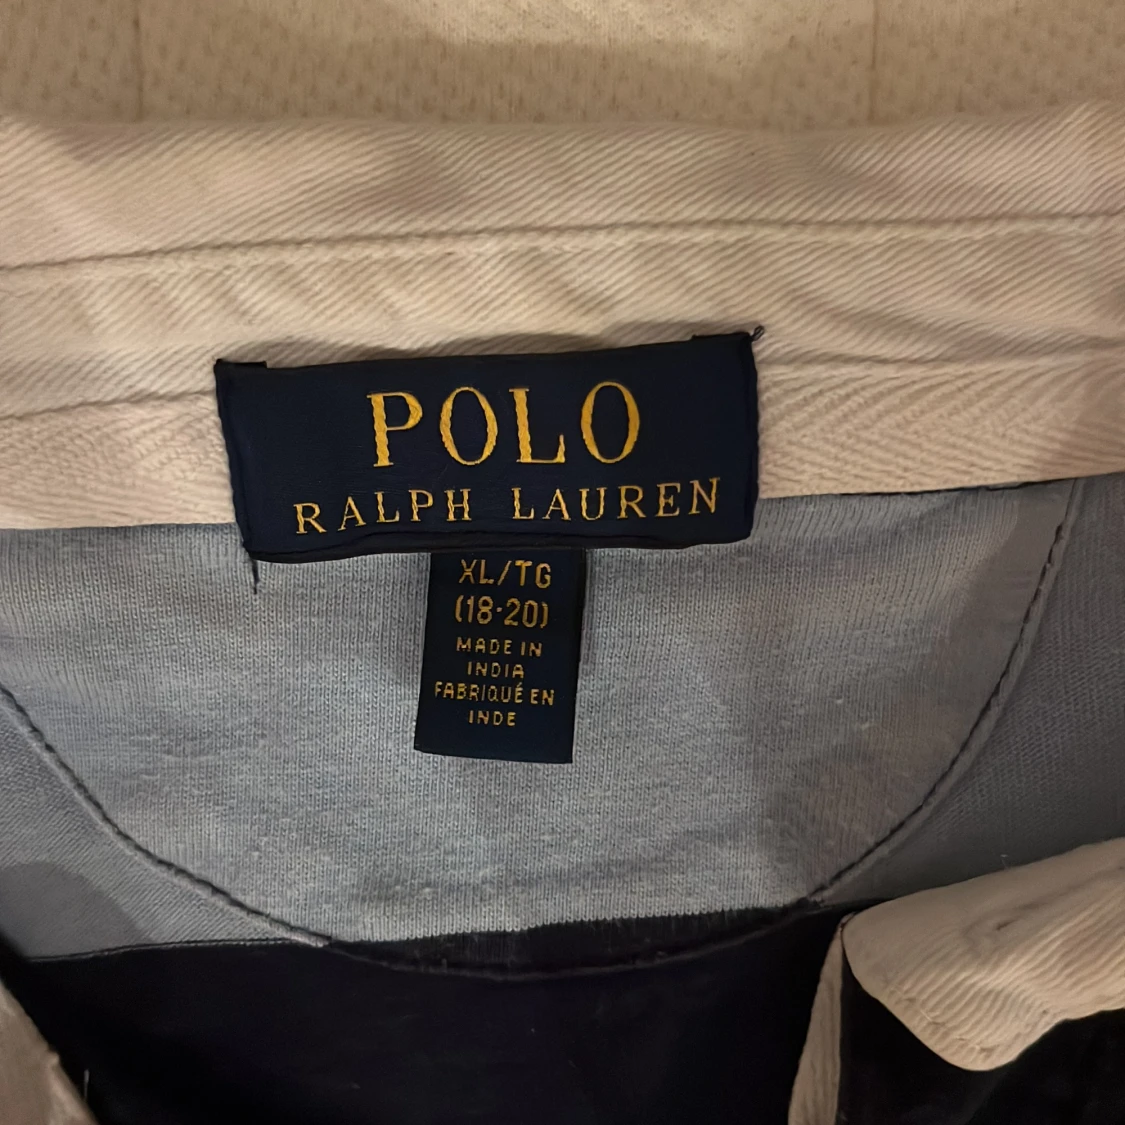 POLO
RALPH LAUREN
XL/TG
(18-20)
MADE IN
INDIA
FABRIQUÉ EN
INDE